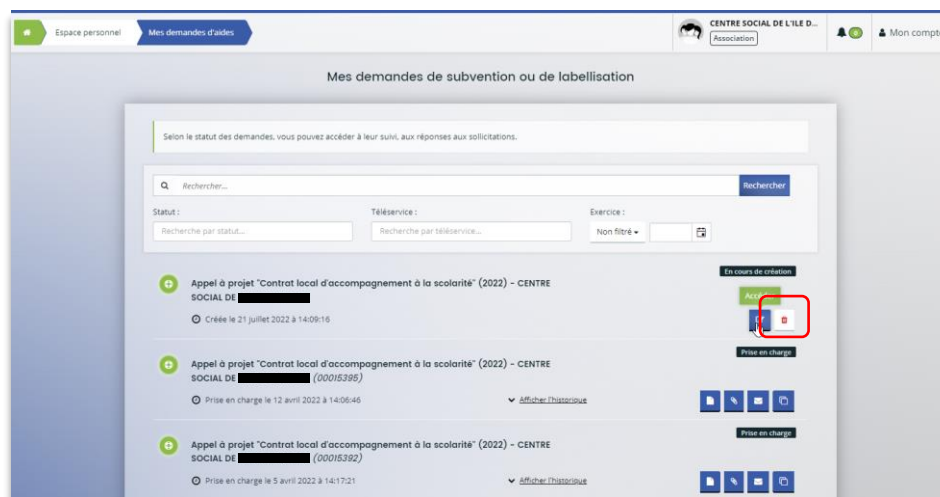 CENTRE SOCIAL DE L'ILE D...
Espace personnel
Mes demandes d'aides
Association
0
Mon compte
Mes demandes de subvention ou de labellisation
Selon le statut des demandes, vous pouvez accéder à leur suivi, aux réponses aux sollicitations.
Rechercher...
Rechercher
Statut :
Téléservice :
Exercice :
Recherche par statut...
Recherche par téléservice...
Non filtré
En cours de création
Appel à projet "Contrat local d'accompagnement à la scolarité" (2022) - CENTRE
SOCIAL DE
Créée le 21 juillet 2022 à 14:09:16
Prise en charge
Appel à projet "Contrat local d'accompagnement à la scolarité" (2022) - CENTRE
SOCIAL DE (00015395)
Prise en charge le 12 avril 2022 à 14:06:46
Afficher l'historique
Prise en charge
Appel à projet "Contrat local d'accompagnement à la scolarité" (2022) - CENTRE
SOCIAL DE (00015392)
Prise en charge le 5 avril 2022 à 14:17:21
Afficher l'historique